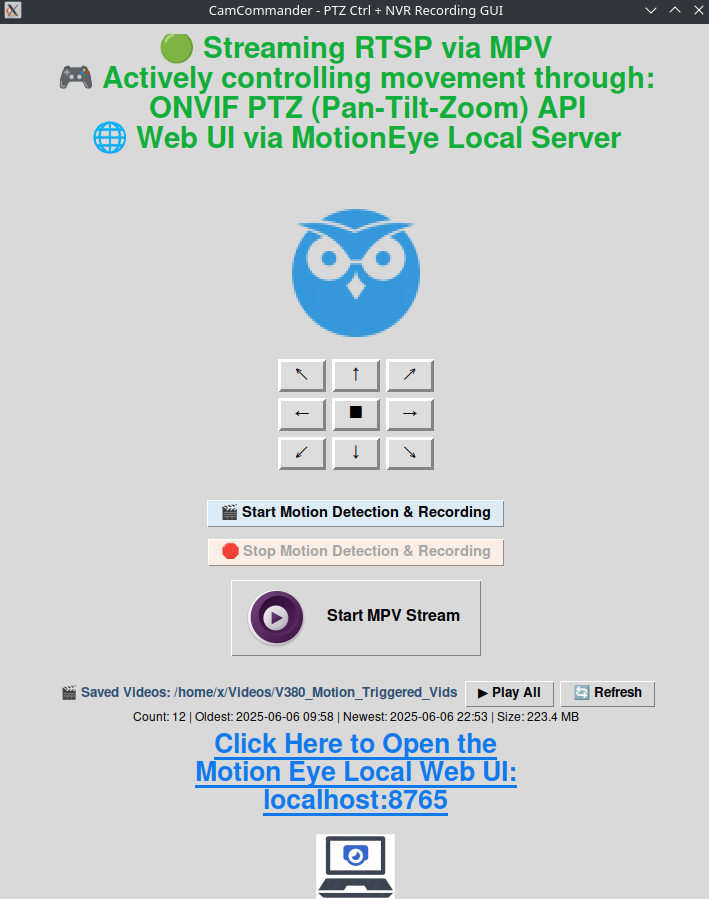 CamCommander - PTZ Ctrl + NVR Recording GUI
🟢 Streaming RTSP via MPV
🎮 Actively controlling movement through:
ONVIF PTZ (Pan-Tilt-Zoom) API
🌐 Web UI via MotionEye Local Server
↖ ↑ ↗
← ■ →
↙ ↓ ↘
🎬 Start Motion Detection & Recording
🛑 Stop Motion Detection & Recording
Start MPV Stream
🎬 Saved Videos: /home/x/Videos/V380_Motion_Triggered_Vids ▶ Play All 🔄 Refresh
Count: 12 | Oldest: 2025-06-06 09:58 | Newest: 2025-06-06 22:53 | Size: 223.4 MB
Click Here to Open the
Motion Eye Local Web UI:
localhost:8765